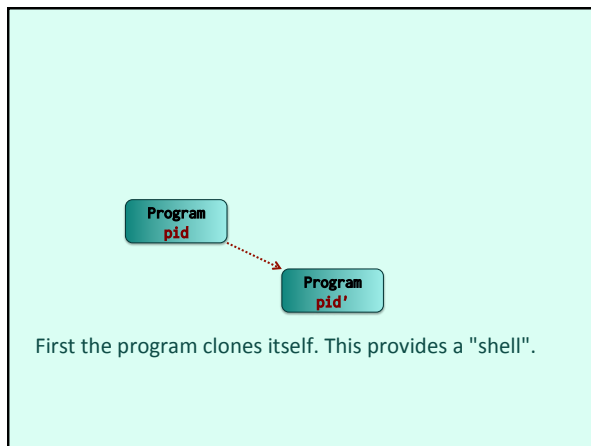 Program
pid
Program
pid'
First the program clones itself. This provides a "shell".